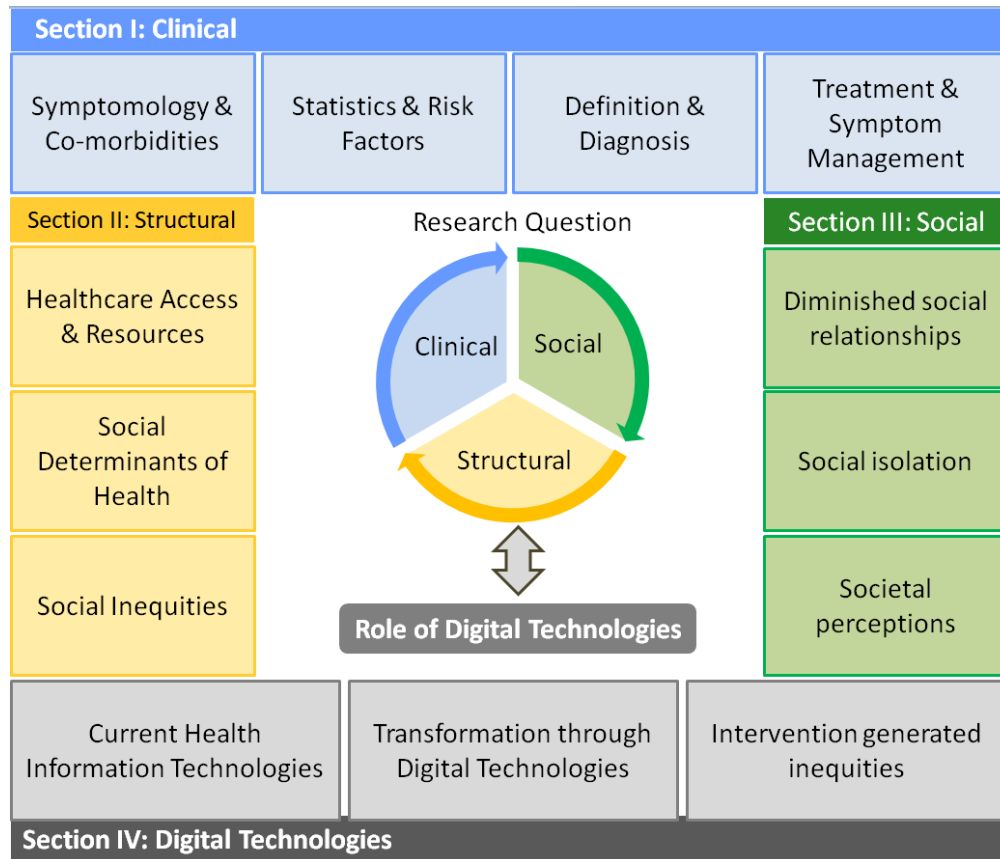 Section I: Clinical
Symptomology &
Co-morbidities
Statistics & Risk
Factors
Definition &
Diagnosis
Treatment &
Symptom
Management
Section II: Structural
Healthcare Access
& Resources
Social
Determinants of
Health
Social Inequities
Research Question
Clinical
Social
Structural
Role of Digital Technologies
Section III: Social
Diminished social
relationships
Social isolation
Societal
perceptions
Current Health
Information Technologies
Transformation through
Digital Technologies
Intervention generated
inequities
Section IV: Digital Technologies